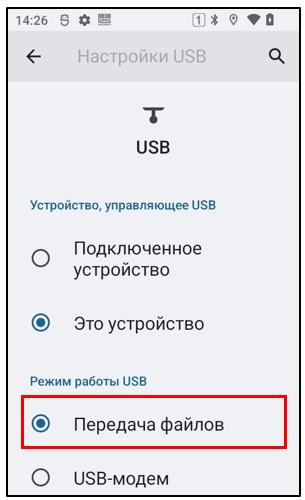 14:26
1
Настройки USB
USB
Устройство, управляющее USB
Подключенное
устройство
Это устройство
Режим работы USB
Передача файлов
USB-модем